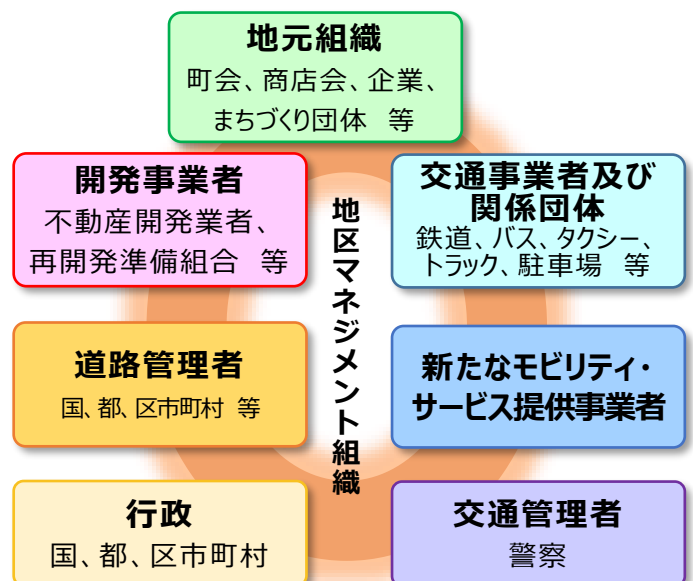 地元組織
町会、商店会、企業、
まちづくり団体 等
開発事業者
不動産開発業者、
再開発準備組合 等
交通事業者及び
関係団体
鉄道、バス、タクシー、
トラック、駐車場 等
地区マネジメント組織
道路管理者
国、都、区市町村 等
新たなモビリティ・
サービス提供事業者
行政
国、都、区市町村
交通管理者
警察